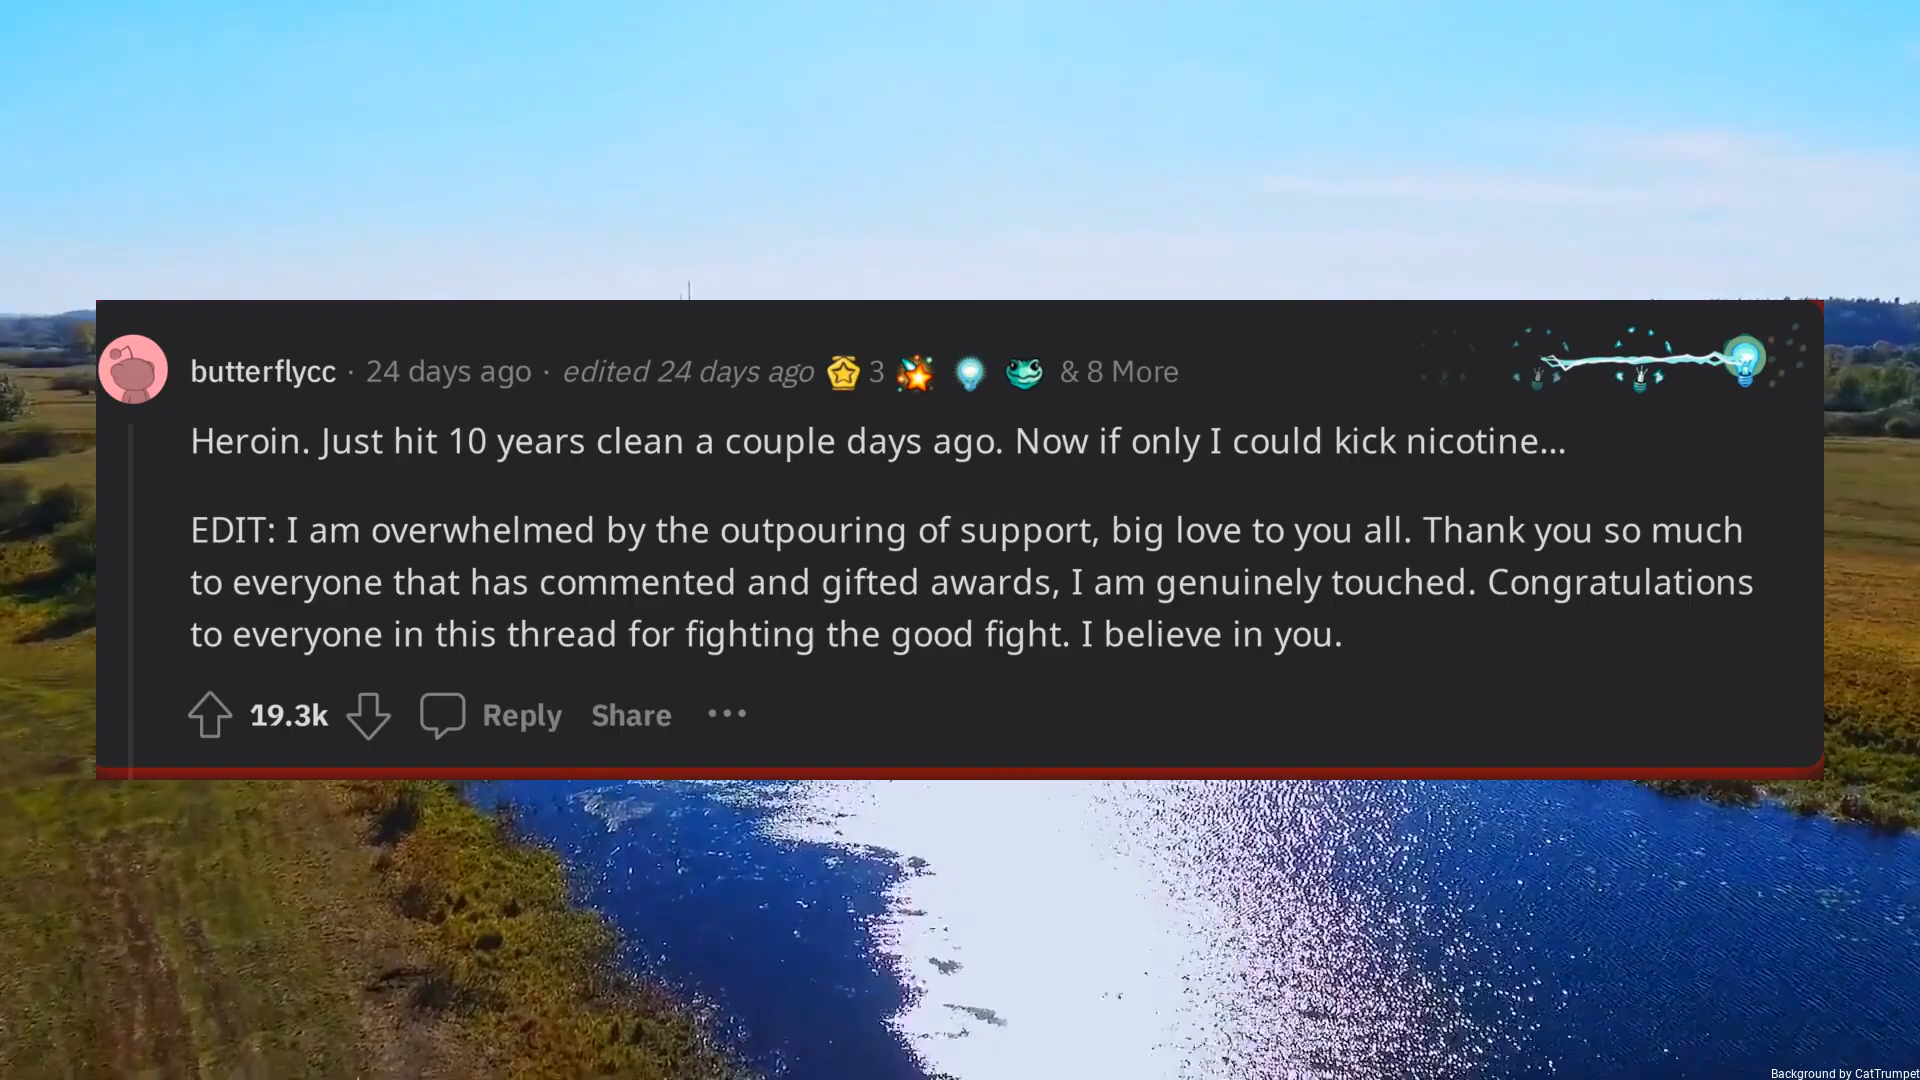 butterflycc · 24 days ago · edited 24 days ago 3 & 8 More
Heroin. Just hit 10 years clean a couple days ago. Now if only I could kick nicotine...
EDIT: I am overwhelmed by the outpouring of support, big love to you all. Thank you so much
to everyone that has commented and gifted awards, I am genuinely touched. Congratulations
to everyone in this thread for fighting the good fight. I believe in you.
19.3k Reply Share ···
Background by CatTrumpet